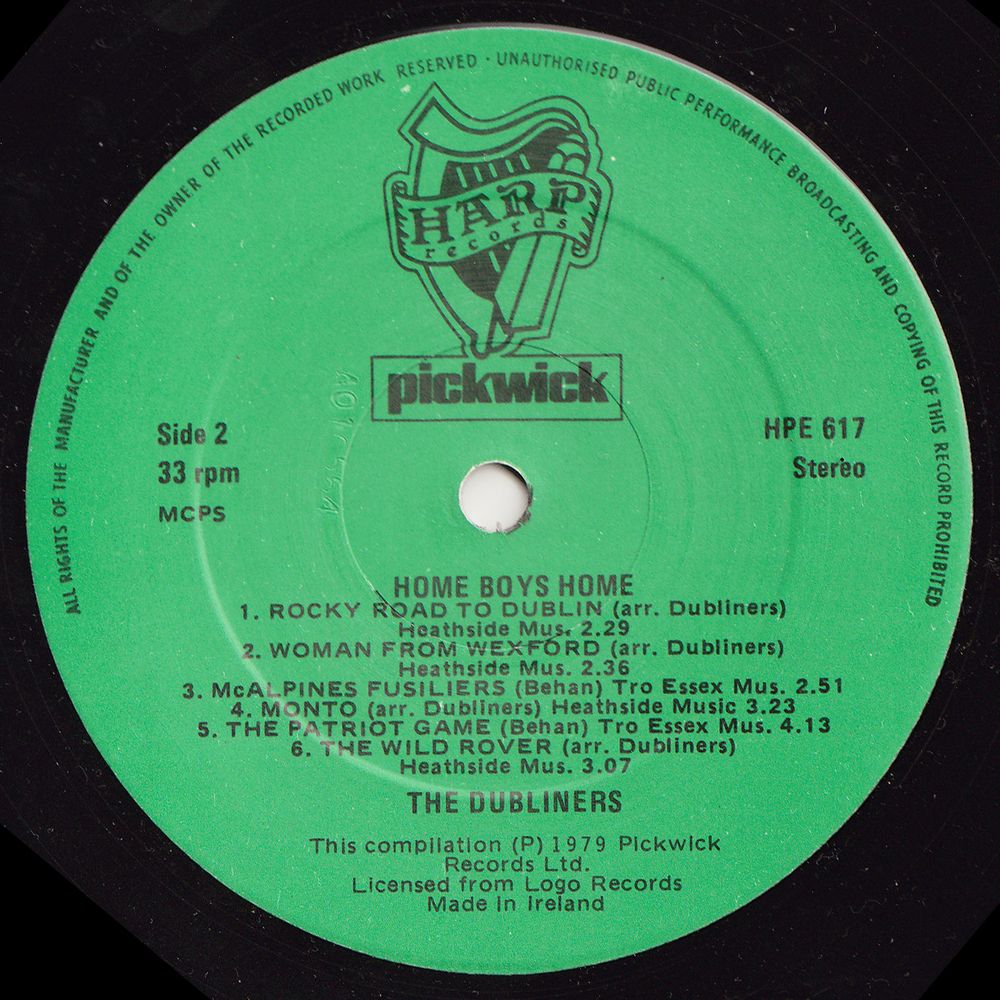 ALL RIGHTS OF THE MANUFACTURER AND OF THE OWNER OF THE RECORDED WORK RESERVED · UNAUTHORISED PUBLIC PERFORMANCE BROADCASTING AND COPYING OF THIS RECORD PROHIBITED
HARP
records
pickwick
Side 2
33 rpm
MCPS
HPE 617
Stereo
HOME BOYS HOME
1. ROCKY ROAD TO DUBLIN (arr. Dubliners)
Heathside Mus. 2.29
2. WOMAN FROM WEXFORD (arr. Dubliners)
Heathside Mus. 2.36
3. McALPINES FUSILIERS (Behan) Tro Essex Mus. 2.51
4. MONTO (arr. Dubliners) Heathside Music 3.23
5. THE PATRIOT GAME (Behan) Tro Essex Mus. 4.13
6. THE WILD ROVER (arr. Dubliners)
Heathside Mus. 3.07
THE DUBLINERS
This compilation (P) 1979 Pickwick
Records Ltd.
Licensed from Logo Records
Made in Ireland